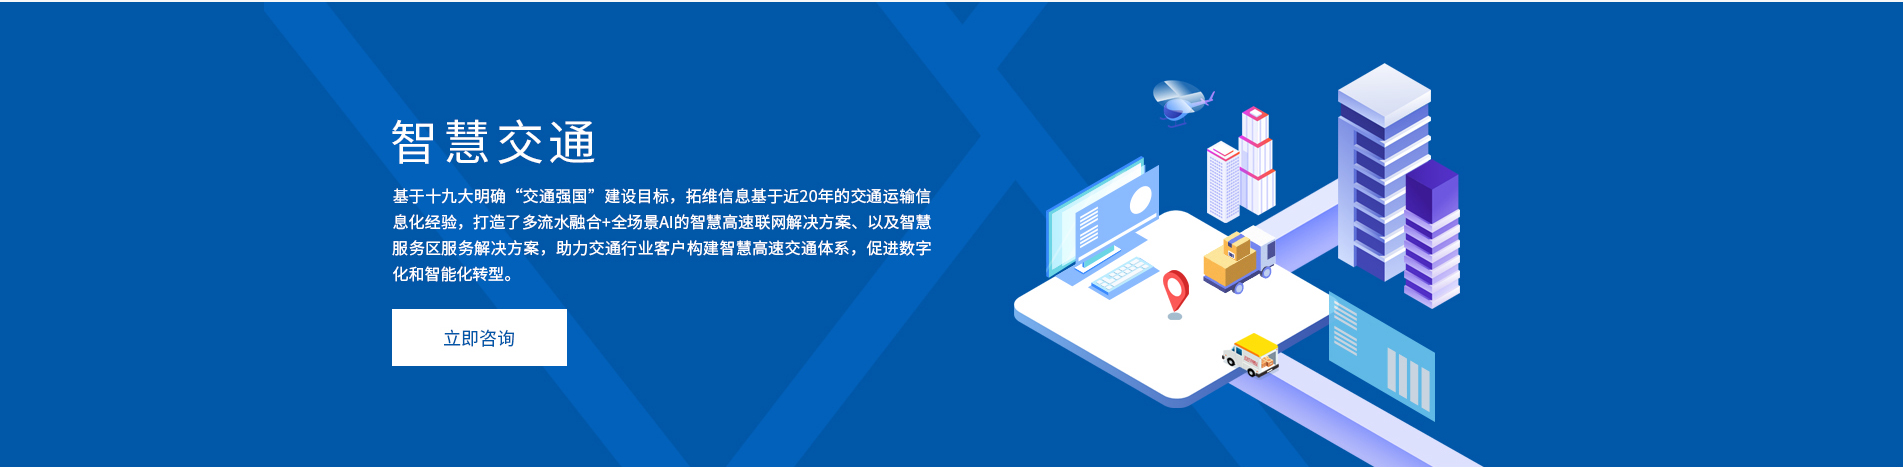 智慧交通
基于十九大明确“交通强国”建设目标，拓维信息基于近20年的交通运输信
息化经验，打造了多流水融合+全场景AI的智慧高速联网解决方案、以及智慧
服务区服务解决方案，助力交通行业客户构建智慧高速交通体系，促进数字
化和智能化转型。
立即咨询